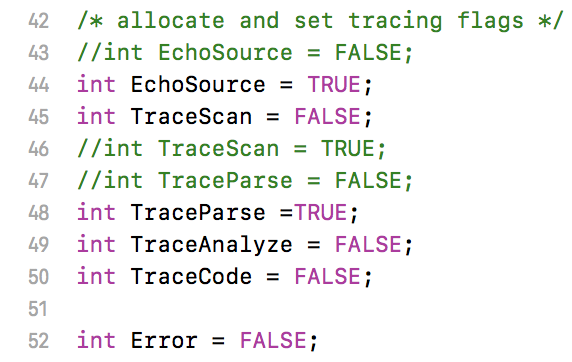 42 /* allocate and set tracing flags */
43 //int EchoSource = FALSE;
44 int EchoSource = TRUE;
45 int TraceScan = FALSE;
46 //int TraceScan = TRUE;
47 //int TraceParse = FALSE;
48 int TraceParse =TRUE;
49 int TraceAnalyze = FALSE;
50 int TraceCode = FALSE;
51
52 int Error = FALSE;